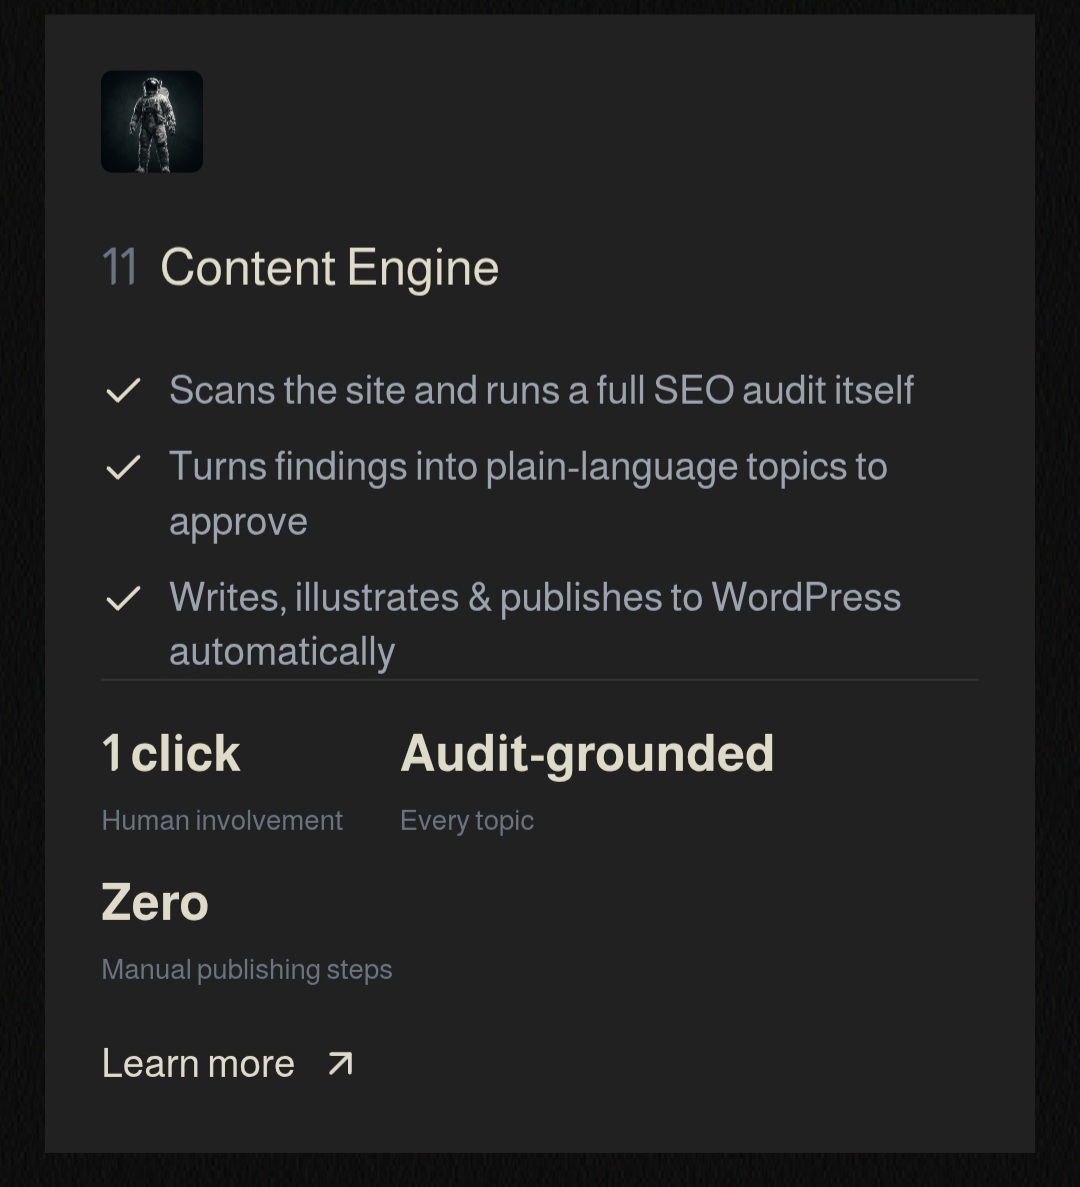 11 Content Engine
Scans the site and runs a full SEO audit itself
Turns findings into plain-language topics to
approve
Writes, illustrates & publishes to WordPress
automatically
1 click
Human involvement
Audit-grounded
Every topic
Zero
Manual publishing steps
Learn more